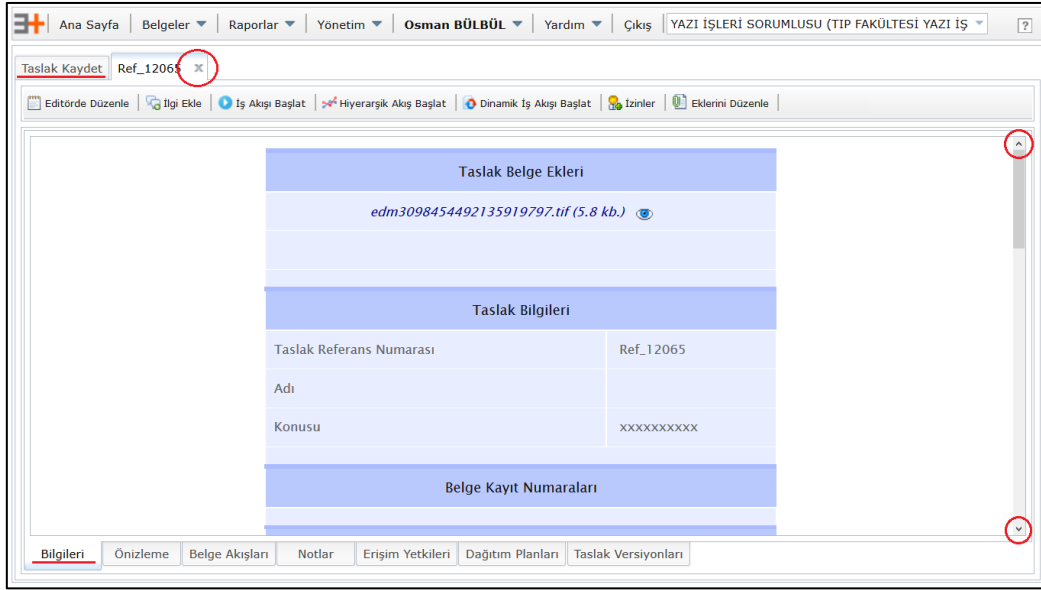 Ana Sayfa Belgeler Raporlar Yönetim Osman BÜLBÜL Yardım Çıkış YAZI İŞLERİ SORUMLUSU (TIP FAKÜLTESİ YAZI İŞ ?
Taslak Kaydet Ref_12065 x
Editörde Düzenle İlgi Ekle İş Akışı Başlat Hiyerarşik Akış Başlat Dinamik İş Akışı Başlat İzinler Eklerini Düzenle
Taslak Belge Ekleri
edm3098454492135919797.tif (5.8 kb.)
Taslak Bilgileri
Taslak Referans Numarası Ref_12065
Adı
Konusu xxxxxxxxxx
Belge Kayıt Numaraları
Bilgileri Önizleme Belge Akışları Notlar Erişim Yetkileri Dağıtım Planları Taslak Versiyonları